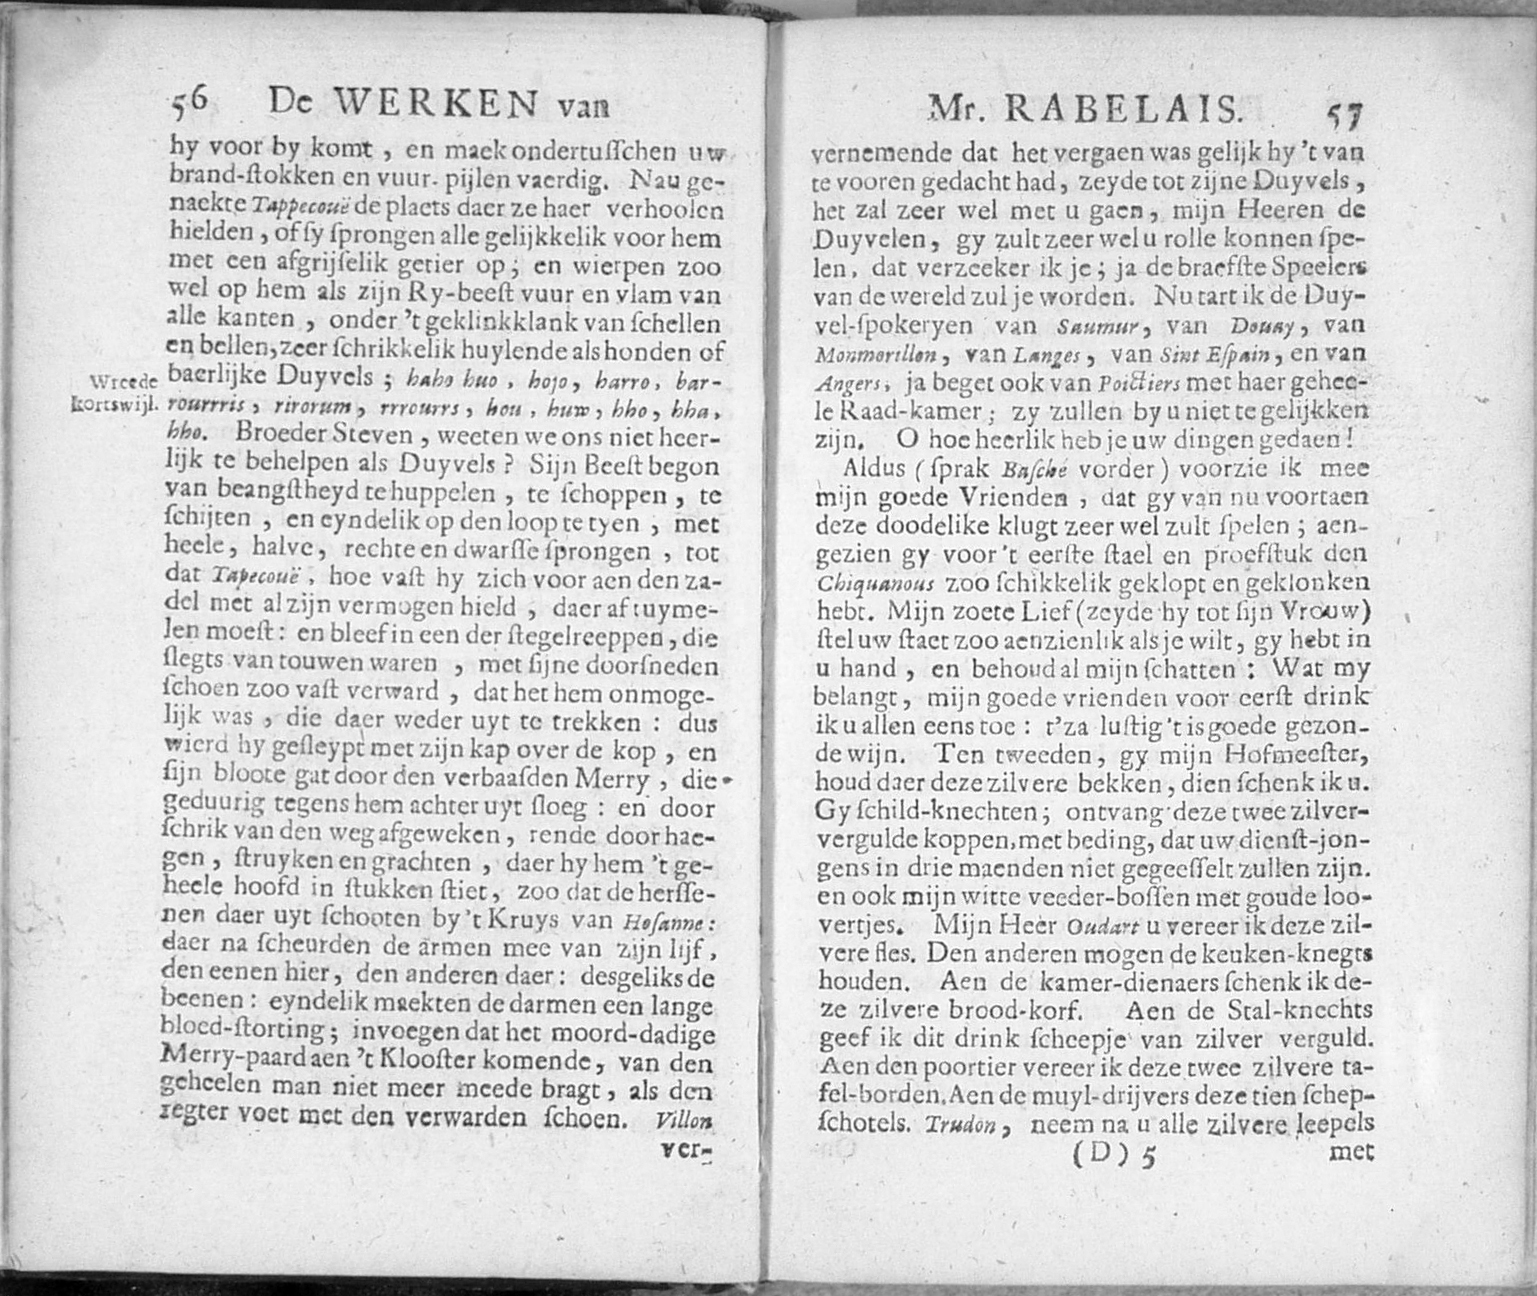 56 De WERKEN van
hy voor by komt , en maek ondertuſſchen uw
brand-ſtokken en vuur. pijlen vaerdig. Nau ge-
naekte Tappecouë de plaets daer ze haer verhoolen
hielden , of ſy ſprongen alle gelijkkelik voor hem
met een afgrijſelik getier op ; en wierpen zoo
wel op hem als zijn Ry-beeſt vuur en vlam van
alle kanten , onder 't geklinkklank van ſchellen
en bellen, zeer ſchrikkelik huylende als honden of
baerlijke Duyvels ; haho huo , hojo, harro, bar-
Wreede
kortswijl.
rourrris , rirorum, rrrourrs , hou , huw , hho , hha ,
hho. Broeder Steven , weeten we ons niet heer-
lijk te behelpen als Duyvels ? Sijn Beeſt begon
van beangſtheyd te huppelen , te ſchoppen , te
ſchijten , en eyndelik op den loop te tyen , met
heele, halve, rechte en dwarſſe ſprongen , tot
dat Tapecouë , hoe vaſt hy zich voor aen den za-
del met al zijn vermogen hield , daer af tuyme-
len moeſt : en bleef in een der ſtegelreeppen , die
ſlegts van touwen waren , met ſijne doorſneden
ſchoen zoo vaſt verward , dat het hem onmoge-
lijk was , die daer weder uyt te trekken : dus
wierd hy geſleypt met zijn kap over de kop , en
ſijn bloote gat door den verbaaſden Merry , die
geduurig tegens hem achter uyt ſloeg : en door
ſchrik van den weg afgeweken , rende door hae-
gen , ſtruyken en grachten , daer hy hem 't ge-
heele hoofd in ſtukken ſtiet, zoo dat de herſſe-
nen daer uyt ſchooten by 't Kruys van Hoſanne :
daer na ſcheurden de armen mee van zijn lijf ,
den eenen hier, den anderen daer : desgeliks de
beenen : eyndelik maekten de darmen een lange
bloed-ſtorting ; invoegen dat het moord-dadige
Merry-paard aen 't Klooſter komende, van den
geheelen man niet meer meede bragt, als den
regter voet met den verwarden ſchoen. Villon
ver-
Mr. RABELAIS. 57
vernemende dat het vergaen was gelijk hy 't van
te vooren gedacht had, zeyde tot zijne Duyvels ,
het zal zeer wel met u gaen, mijn Heeren de
Duyvelen, gy zult zeer wel u rolle konnen ſpe-
len, dat verzeeker ik je ; ja de braefſte Speelers
van de wereld zul je worden. Nu tart ik de Duy-
vel-ſpokeryen van Saumur, van Douay, van
Monmorillon , van Langes , van Sint Eſpain, en van
Angers, ja beget ook van Poictiers met haer gehee-
le Raad-kamer ; zy zullen by u niet te gelijkken
zijn. O hoe heerlik heb je uw dingen gedaen !
Aldus ( ſprak Baſché vorder ) voorzie ik mee
mijn goede Vrienden , dat gy van nu voortaen
deze doodelike klugt zeer wel zult ſpelen ; aen-
gezien gy voor 't eerſte ſtael en proefſtuk den
Chiquanous zoo ſchikkelik geklopt en geklonken
hebt. Mijn zoete Lief (zeyde hy tot ſijn Vrouw)
ſtel uw ſtaet zoo aenzienlik als je wilt, gy hebt in
u hand , en behoud al mijn ſchatten : Wat my
belangt, mijn goede vrienden voor eerſt drink
ik u allen eens toe : t'za luſtig 't is goede gezon-
de wijn. Ten tweeden, gy mijn Hofmeeſter,
houd daer deze zilvere bekken , dien ſchenk ik u.
Gy ſchild-knechten ; ontvang deze twee zilver-
vergulde koppen, met beding, dat uw dienſt-jon-
gens in drie maenden niet gegeeſſelt zullen zijn.
en ook mijn witte veeder-boſſen met goude loo-
vertjes. Mijn Heer Oudart u vereer ik deze zil-
vere fles. Den anderen mogen de keuken-knegts
houden. Aen de kamer-dienaers ſchenk ik de-
ze zilvere brood-korf. Aen de Stal-knechts
geef ik dit drink ſcheepje van zilver verguld.
Aen den poortier vereer ik deze twee zilvere ta-
fel-borden. Aen de muyl-drijvers deze tien ſchep-
ſchotels. Trudon , neem na u alle zilvere leepels
(D) 5 met